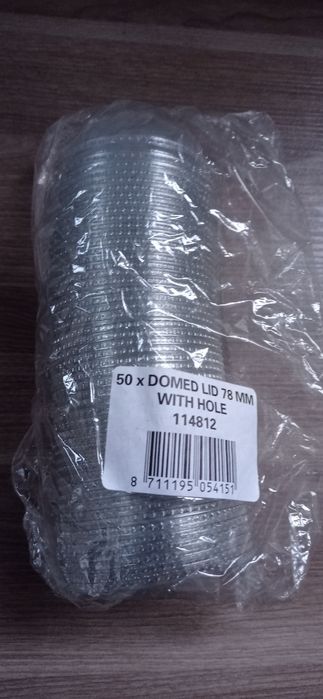 50 x DOMED LID 78 MM
WITH HOLE
114812
8 711195 054151